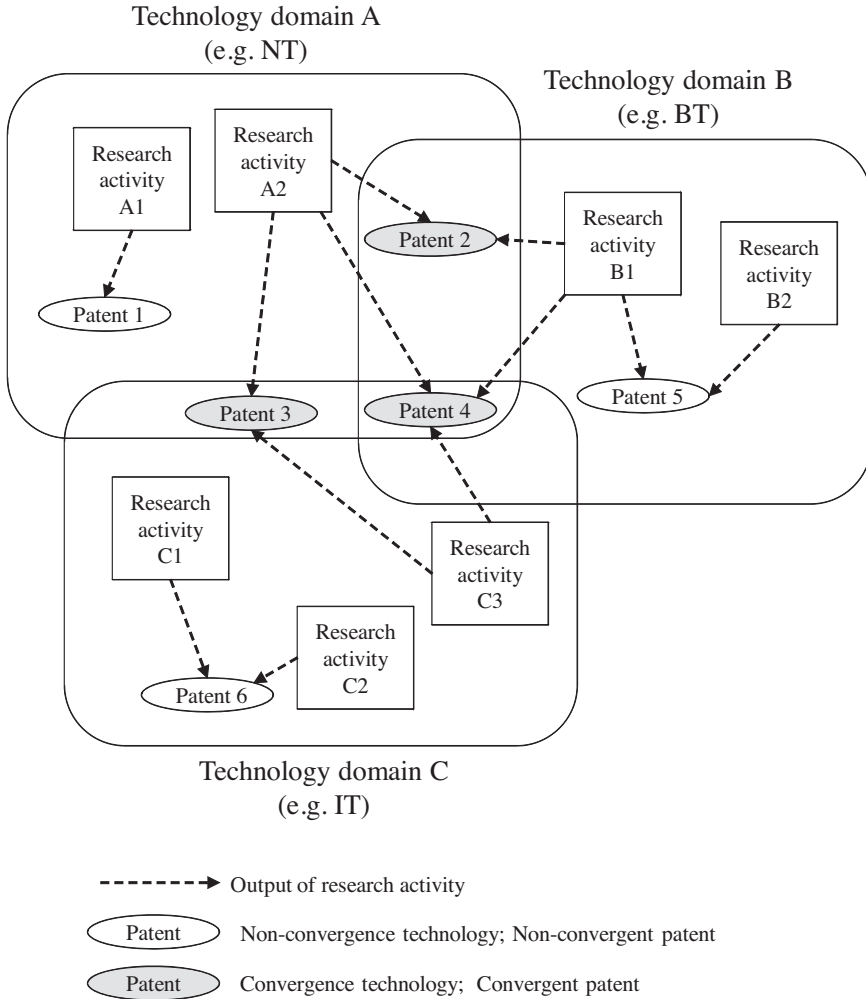 Technology domain A
(e.g. NT)
Technology domain B
(e.g. BT)
Research
activity
A1
Research
activity
A2
Patent 1
Patent 2
Research
activity
B1
Research
activity
B2
Patent 3
Patent 4
Patent 5
Research
activity
C1
Research
activity
C3
Research
activity
C2
Patent 6
Technology domain C
(e.g. IT)
Output of research activity
Patent
Non-convergence technology; Non-convergent patent
Patent
Convergence technology; Convergent patent